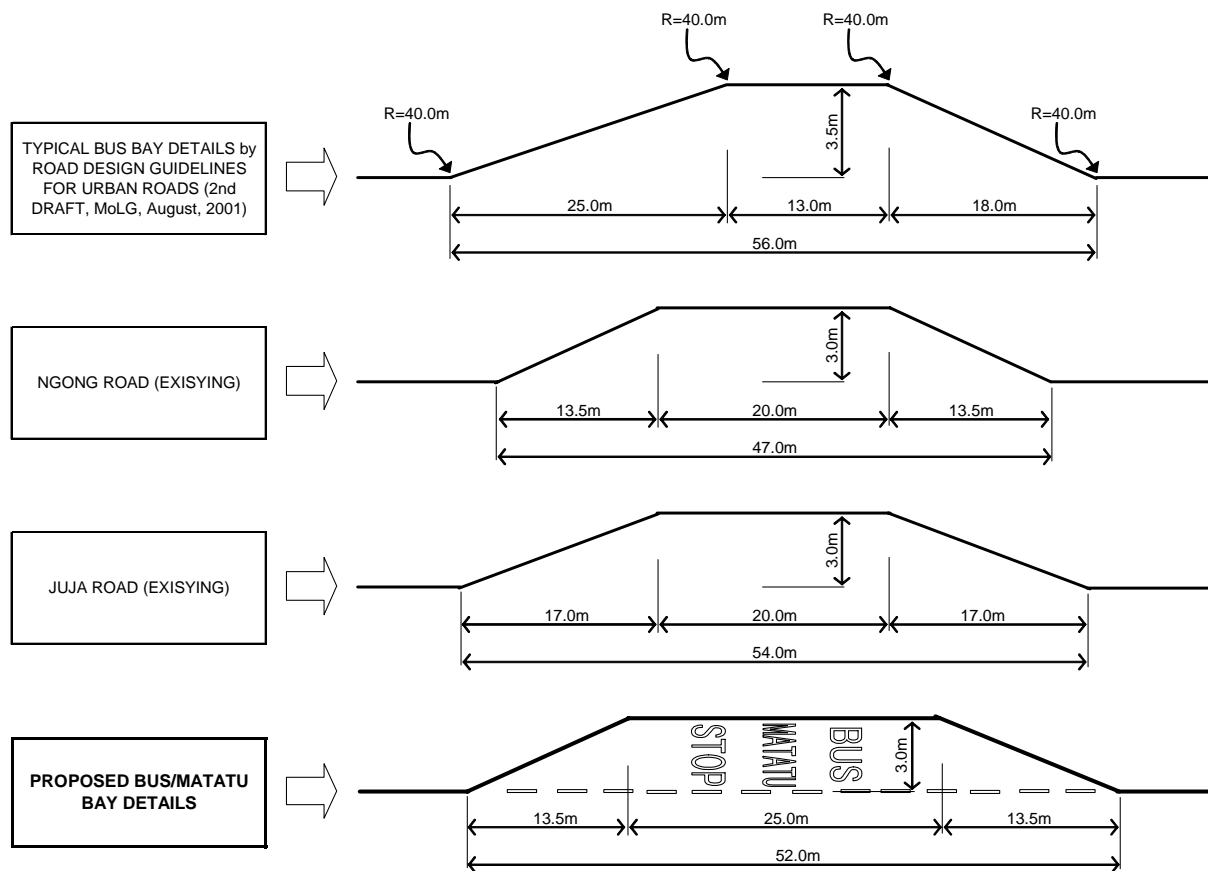 R=40.0m
R=40.0m
R=40.0m
R=40.0m
TYPICAL BUS BAY DETAILS by
ROAD DESIGN GUIDELINES
FOR URBAN ROADS (2nd
DRAFT, MoLG, August, 2001)
3.5m
25.0m
13.0m
18.0m
56.0m
NGONG ROAD (EXISYING)
3.0m
13.5m
20.0m
13.5m
47.0m
JUJA ROAD (EXISYING)
3.0m
17.0m
20.0m
17.0m
54.0m
PROPOSED BUS/MATATU
BAY DETAILS
BUS
MATATU
STOP
3.0m
13.5m
25.0m
13.5m
52.0m